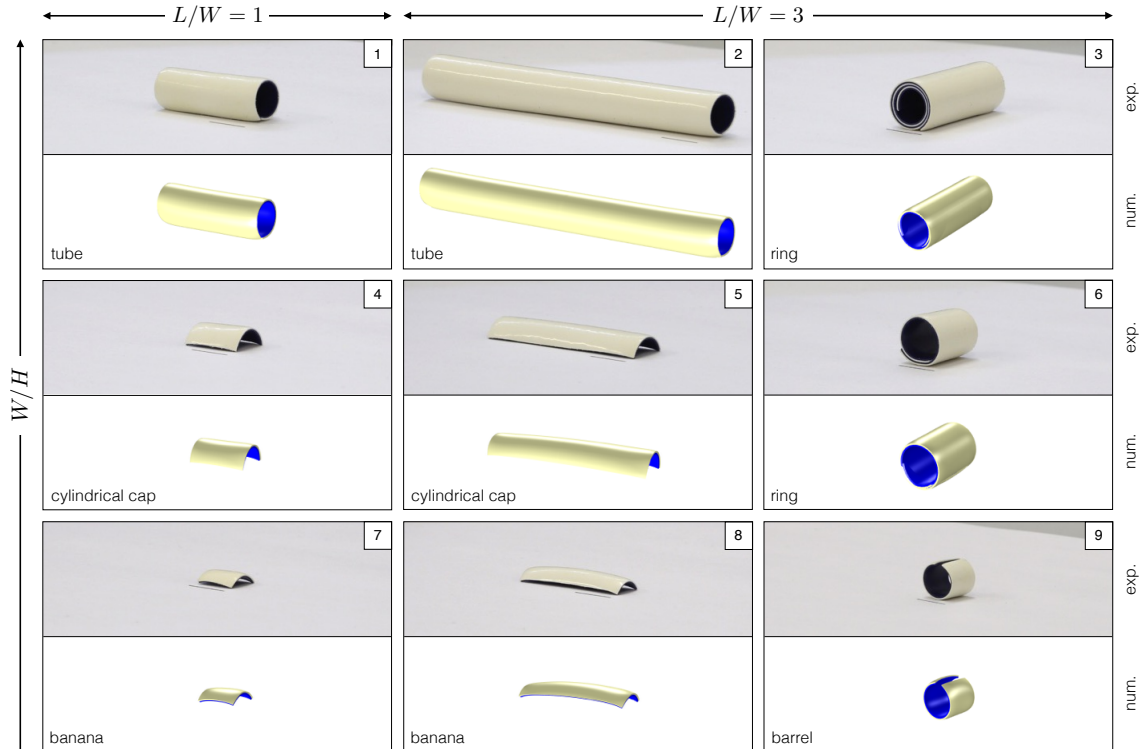 L/W = 1
L/W = 3
W/H
1
2
3
exp.
num.
tube
tube
ring
4
5
6
exp.
num.
cylindrical cap
cylindrical cap
ring
7
8
9
exp.
num.
banana
banana
barrel